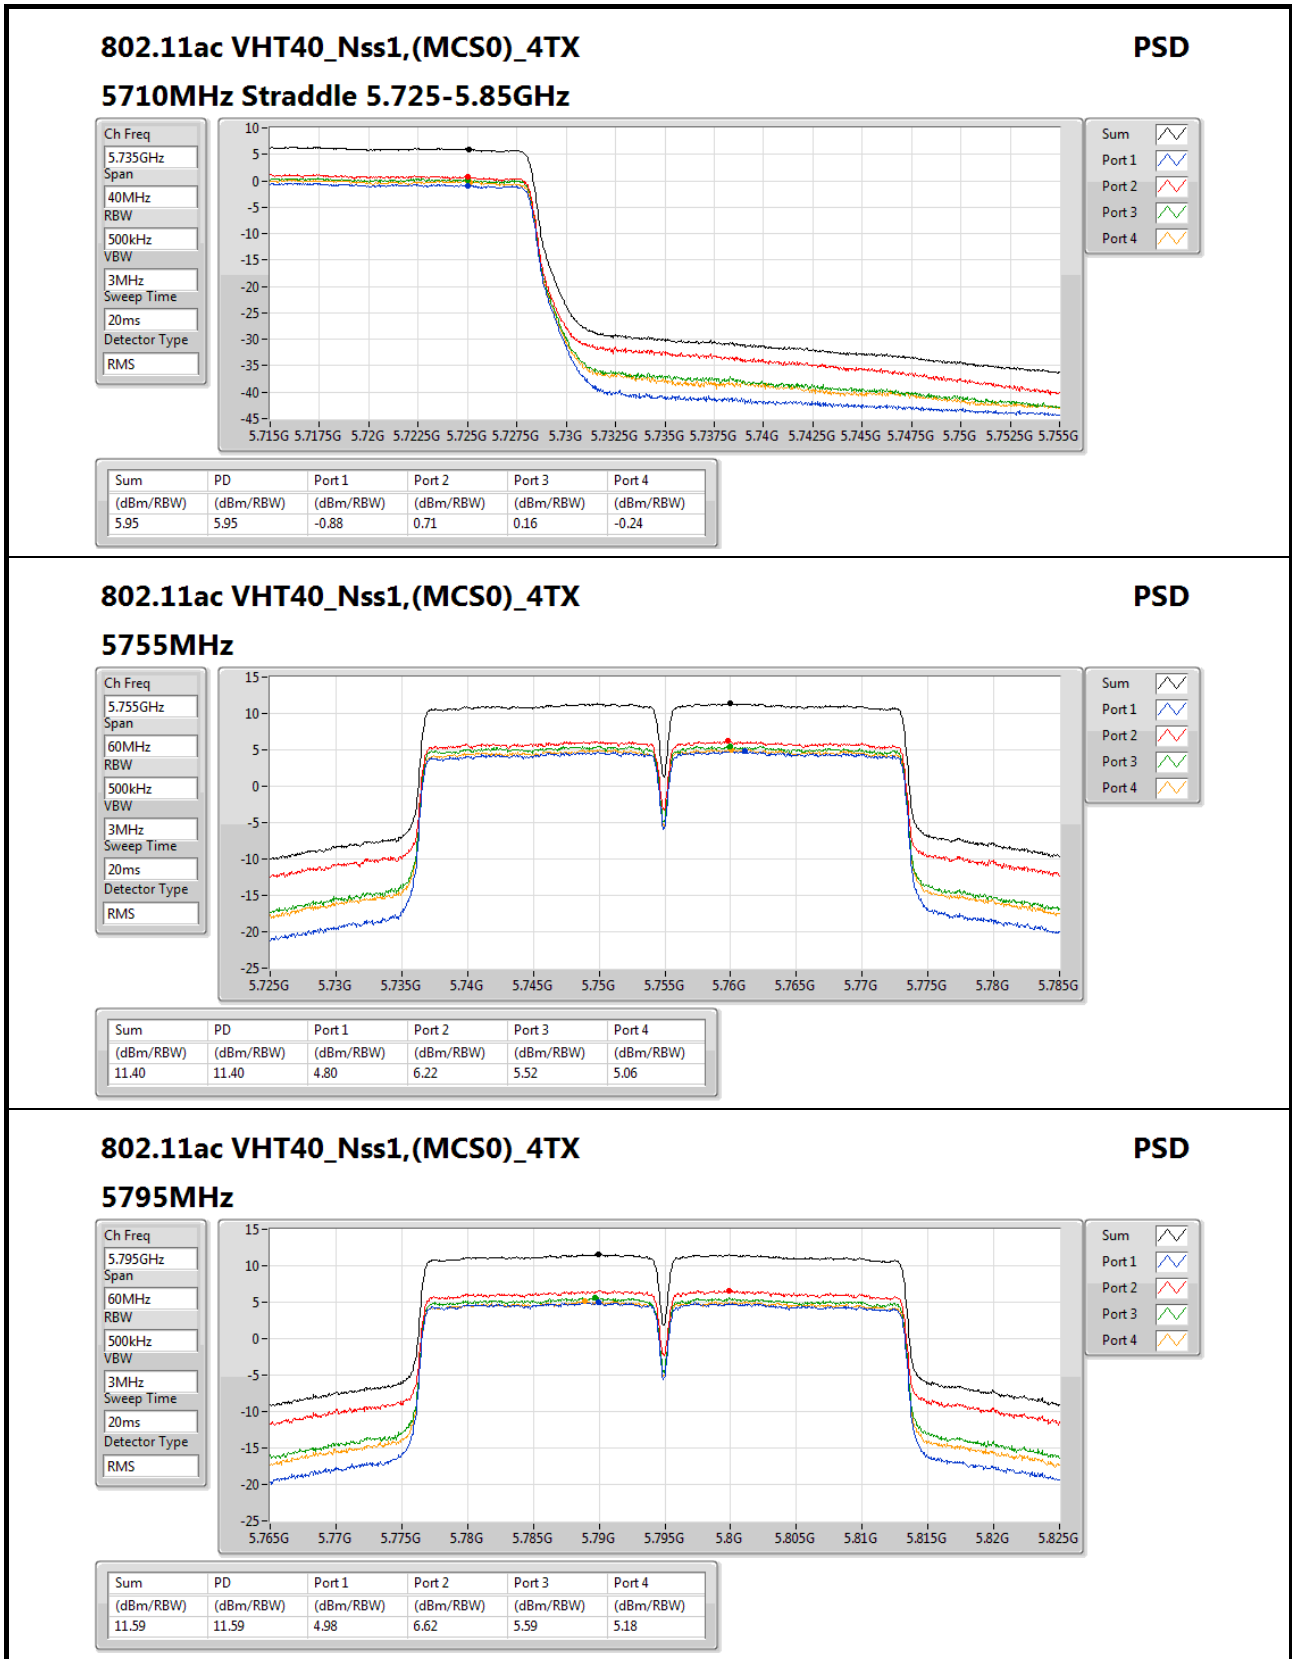 802.11ac VHT40_Nss1,(MCS0)_4TX PSD
5710MHz Straddle 5.725-5.85GHz
Ch Freq
5.735GHz
Span
40MHz
RBW
500kHz
VBW
3MHz
Sweep Time
20ms
Detector Type
RMS
10
5
0
-5
-10
-15
-20
-25
-30
-35
-40
-45
5.715G 5.7175G 5.72G 5.7225G 5.725G 5.7275G 5.73G 5.7325G 5.735G 5.7375G 5.74G 5.7425G 5.745G 5.7475G 5.75G 5.7525G 5.755G
Sum
Port 1
Port 2
Port 3
Port 4
Sum PD Port 1 Port 2 Port 3 Port 4
(dBm/RBW) (dBm/RBW) (dBm/RBW) (dBm/RBW) (dBm/RBW) (dBm/RBW)
5.95 5.95 -0.88 0.71 0.16 -0.24
802.11ac VHT40_Nss1,(MCS0)_4TX PSD
5755MHz
Ch Freq
5.755GHz
Span
60MHz
RBW
500kHz
VBW
3MHz
Sweep Time
20ms
Detector Type
RMS
15
10
5
0
-5
-10
-15
-20
-25
5.725G 5.73G 5.735G 5.74G 5.745G 5.75G 5.755G 5.76G 5.765G 5.77G 5.775G 5.78G 5.785G
Sum
Port 1
Port 2
Port 3
Port 4
Sum PD Port 1 Port 2 Port 3 Port 4
(dBm/RBW) (dBm/RBW) (dBm/RBW) (dBm/RBW) (dBm/RBW) (dBm/RBW)
11.40 11.40 4.80 6.22 5.52 5.06
802.11ac VHT40_Nss1,(MCS0)_4TX PSD
5795MHz
Ch Freq
5.795GHz
Span
60MHz
RBW
500kHz
VBW
3MHz
Sweep Time
20ms
Detector Type
RMS
15
10
5
0
-5
-10
-15
-20
-25
5.765G 5.77G 5.775G 5.78G 5.785G 5.79G 5.795G 5.8G 5.805G 5.81G 5.815G 5.82G 5.825G
Sum
Port 1
Port 2
Port 3
Port 4
Sum PD Port 1 Port 2 Port 3 Port 4
(dBm/RBW) (dBm/RBW) (dBm/RBW) (dBm/RBW) (dBm/RBW) (dBm/RBW)
11.59 11.59 4.98 6.62 5.59 5.18